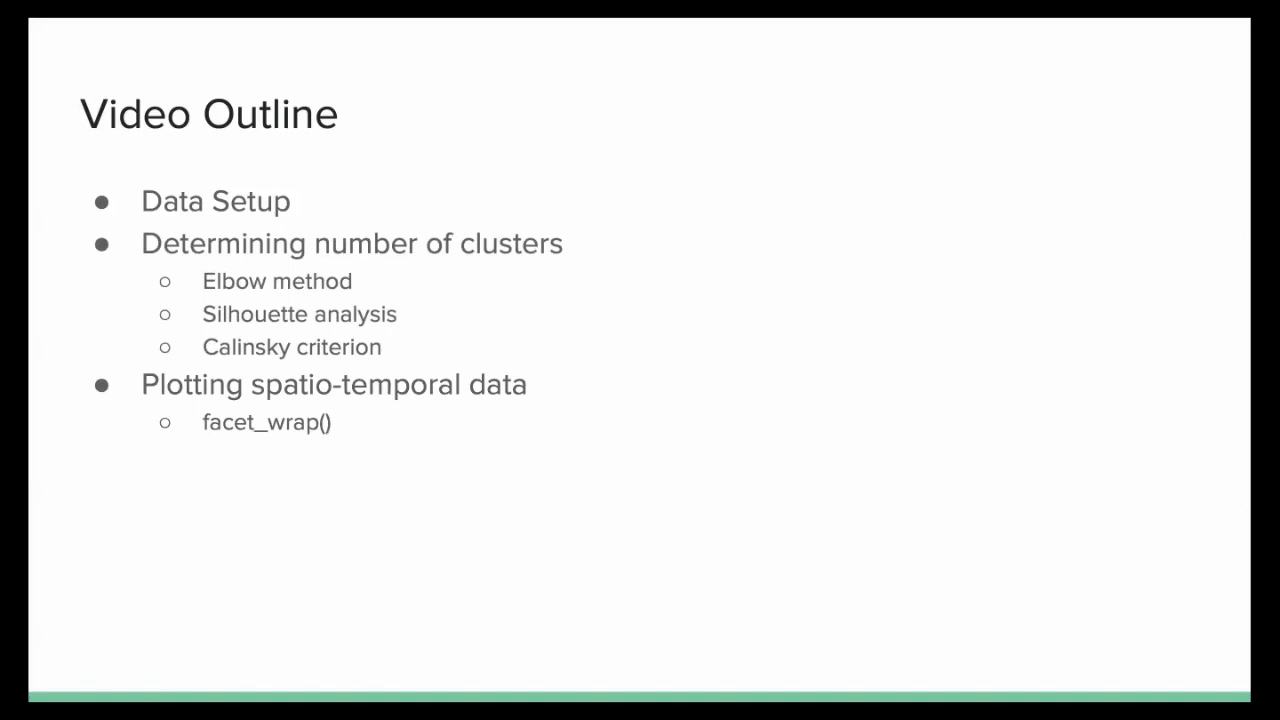 Video Outline
● Data Setup
● Determining number of clusters
○ Elbow method
○ Silhouette analysis
○ Calinsky criterion
● Plotting spatio-temporal data
○ facet_wrap()